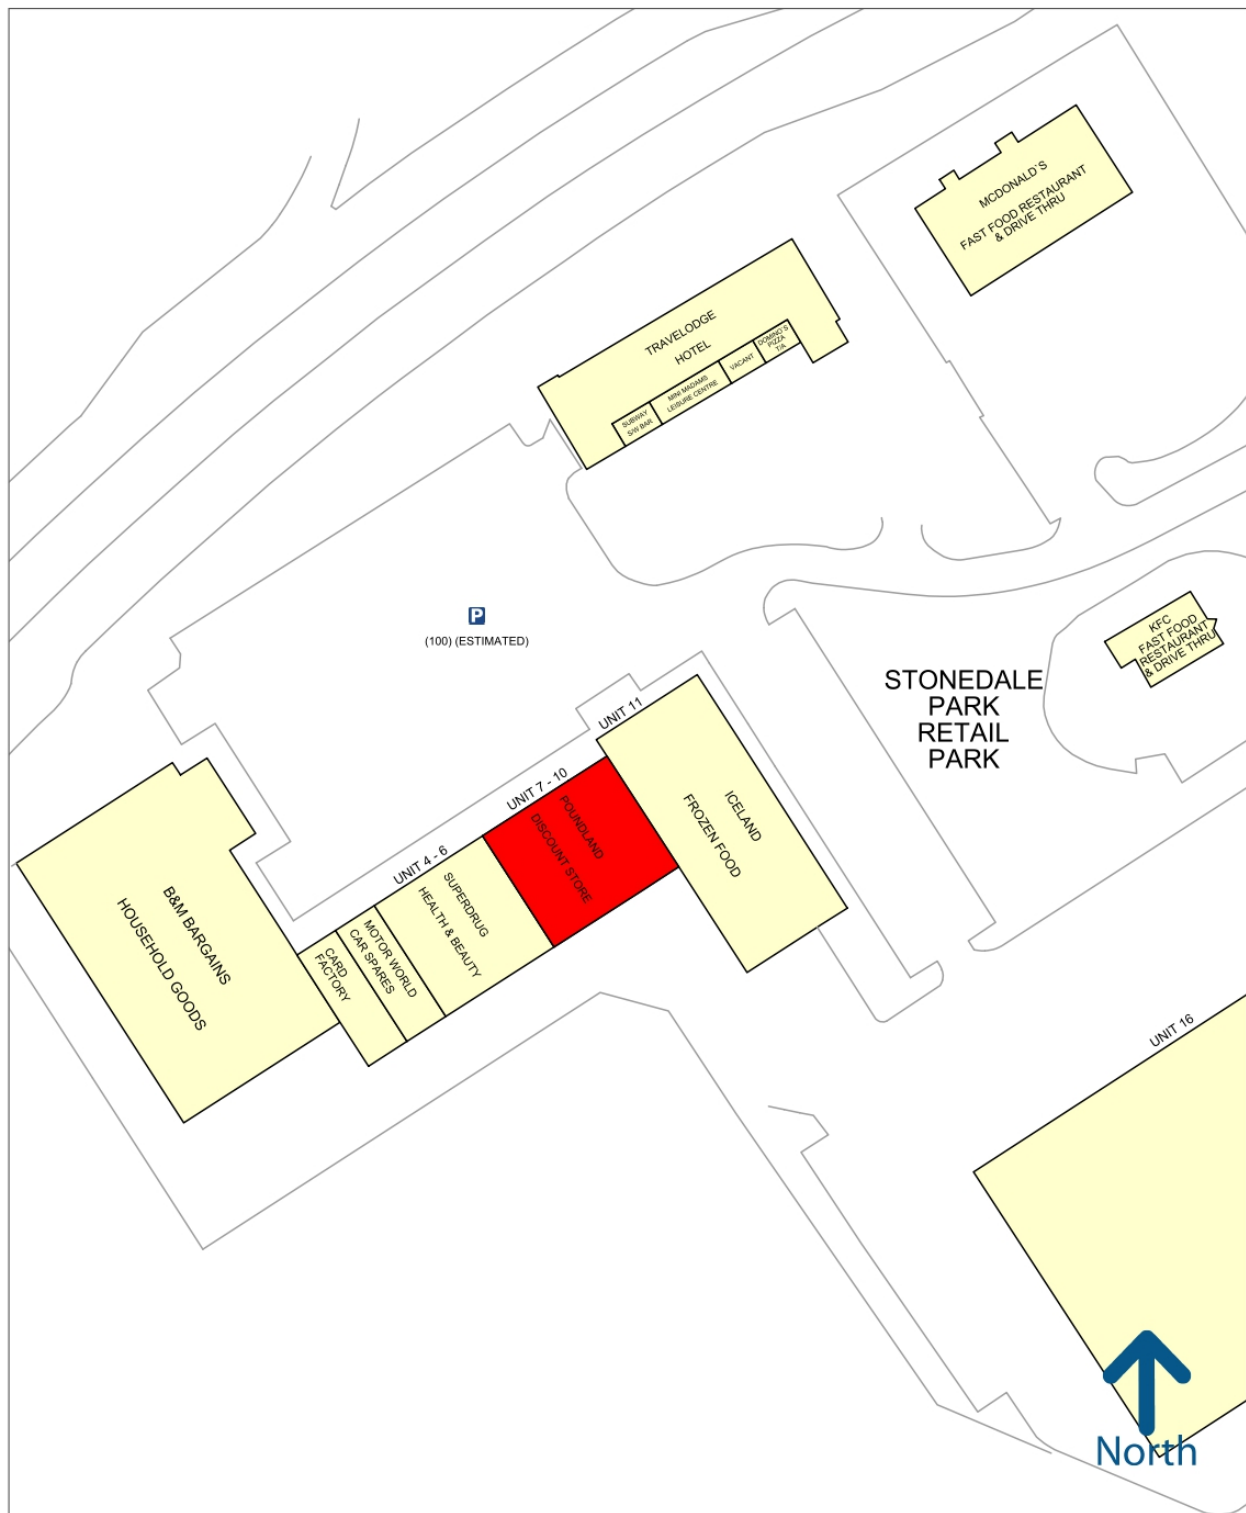 MCDONALD`S
FAST FOOD RESTAURANT
& DRIVE THRU
TRAVELODGE
HOTEL
SUBWAY
S/W BAR
MINI MADAMS
LEISURE CENTRE
VACANT
DOMINO`S
PIZZA
T/A
P
(100) (ESTIMATED)
KFC
FAST FOOD
RESTAURANT
& DRIVE THRU
STONEDALE
PARK
RETAIL
PARK
UNIT 11
ICELAND
FROZEN FOOD
UNIT 7 - 10
POUNDLAND
DISCOUNT STORE
UNIT 4 - 6
SUPERDRUG
HEALTH & BEAUTY
MOTOR WORLD
CAR SPARES
CARD
FACTORY
B&M BARGAINS
HOUSEHOLD GOODS
UNIT 16
North